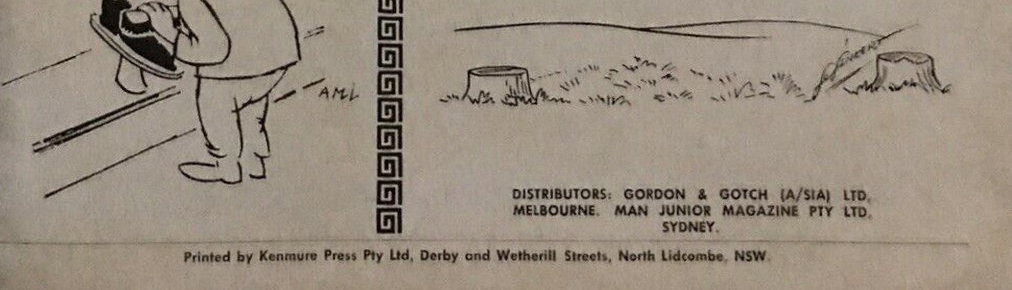 AML
DISTRIBUTORS: GORDON & GOTCH (A/SIA) LTD,
MELBOURNE. MAN JUNIOR MAGAZINE PTY LTD,
SYDNEY.
Printed by Kenmure Press Pty Ltd, Derby and Wetherill Streets, North Lidcombe, NSW.